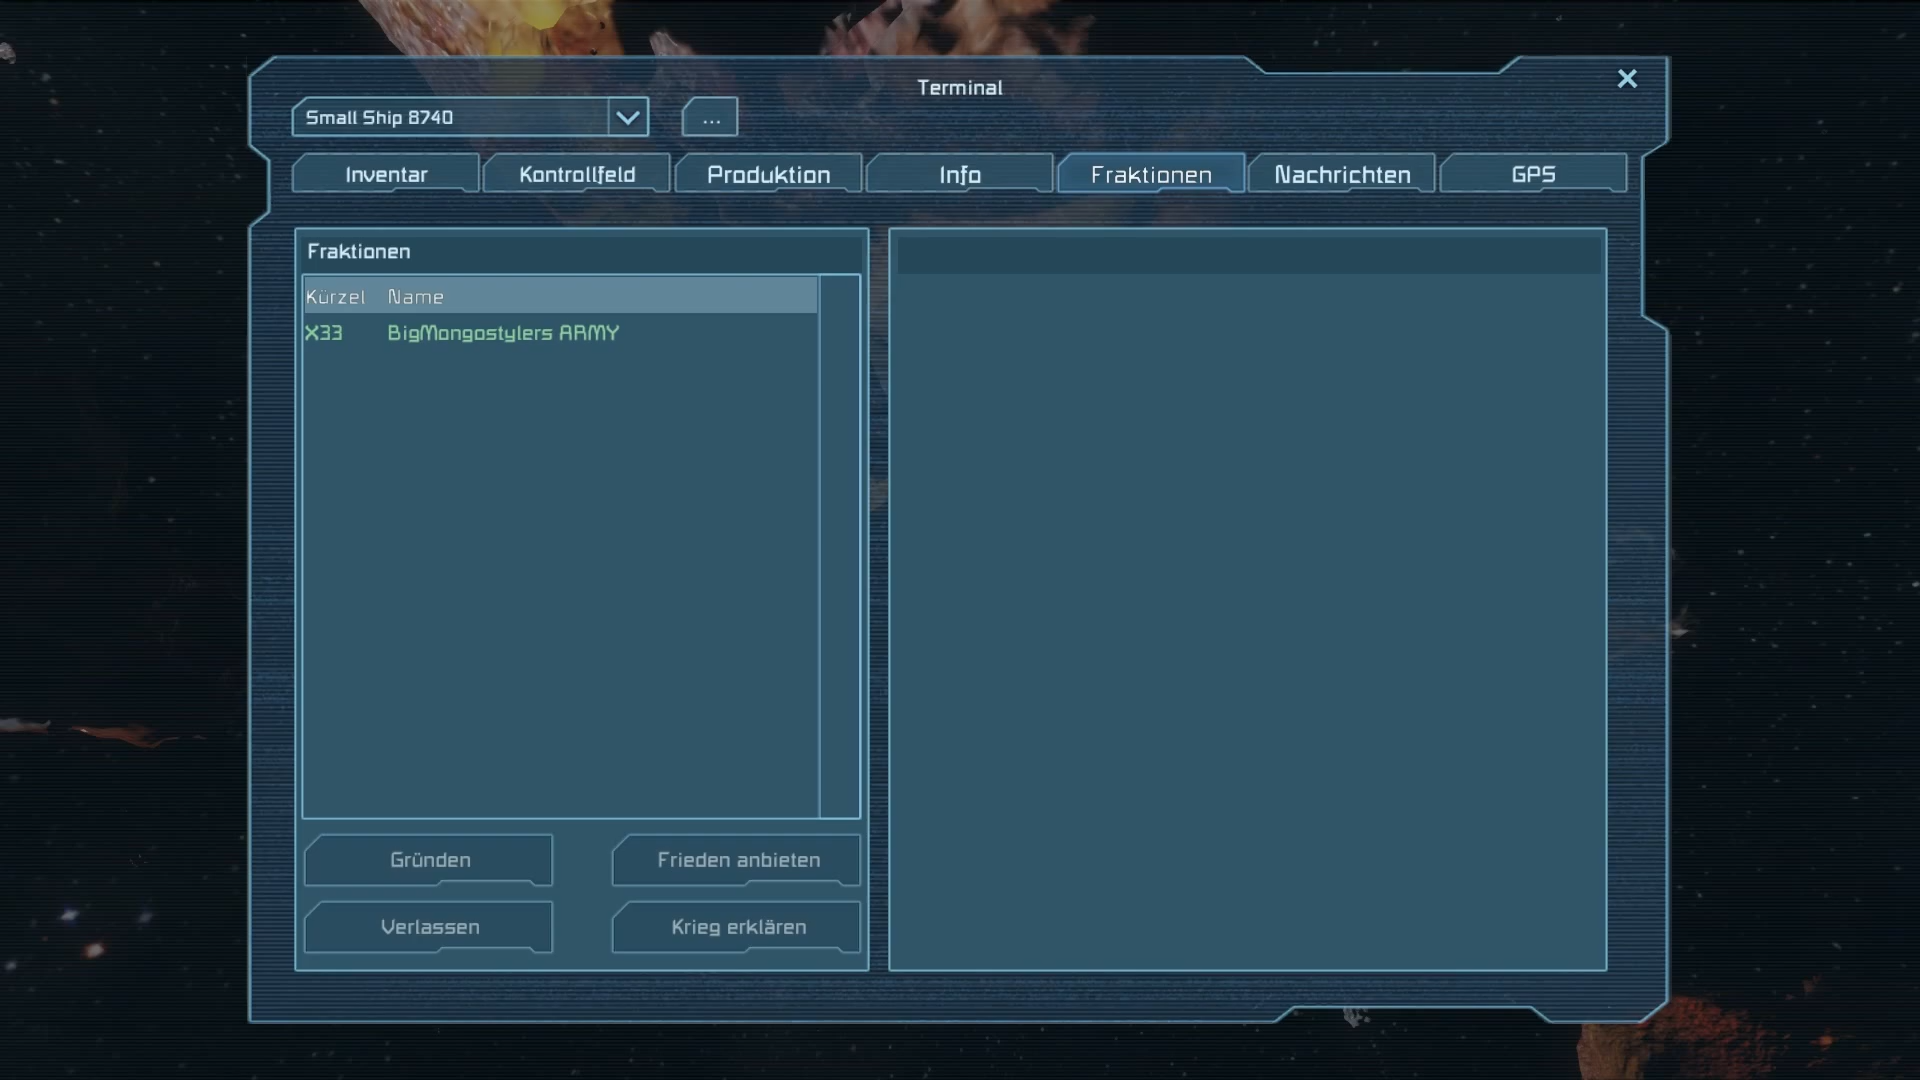 Terminal
Small Ship 8740
...
Inventar
Kontrollfeld
Produktion
Info
Fraktionen
Nachrichten
GPS
Fraktionen
Kürzel Name
X33 BigMongostylers ARMY
Gründen
Frieden anbieten
Verlassen
Krieg erklären